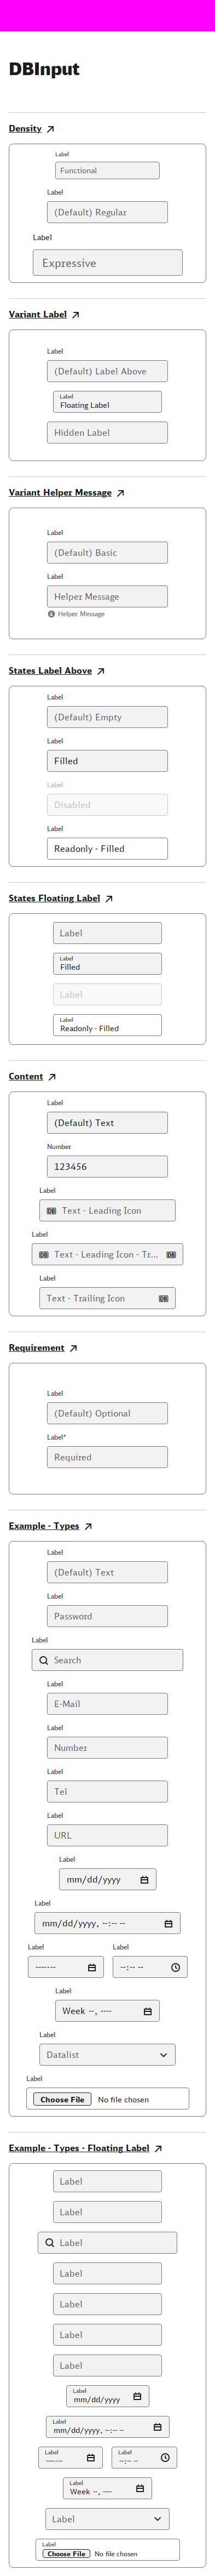 DBInput
Density
Label
Functional
Label
(Default) Regular
Label
Expressive
Variant Label
Label
(Default) Label Above
Label
Floating Label
Hidden Label
Variant Helper Message
Label
(Default) Basic
Label
Helper Message
Helper Message
States Label Above
Label
(Default) Empty
Label
Filled
Label
Disabled
Label
Readonly - Filled
States Floating Label
Label
Label
Filled
Label
Label
Readonly - Filled
Content
Label
(Default) Text
Number
123456
Label
DB Text - Leading Icon
Label
DB Text - Leading Icon - Tr... DB
Label
Text - Trailing Icon DB
Requirement
Label
(Default) Optional
Label*
Required
Example - Types
Label
(Default) Text
Label
Password
Label
Search
Label
E-Mail
Label
Number
Label
Tel
Label
URL
Label
mm/dd/yyyy
Label
mm/dd/yyyy, --:-- --
Label Label
------- --:-- --
Label
Week --, ----
Label
Datalist
Label
Choose File No file chosen
Example - Types - Floating Label
Label
Label
Label
Label
Label
Label
Label
Label
mm/dd/yyyy
Label
mm/dd/yyyy, --:-- --
Label Label
------- --:-- --
Label
Week --, ----
Label
Label
Choose File No file chosen